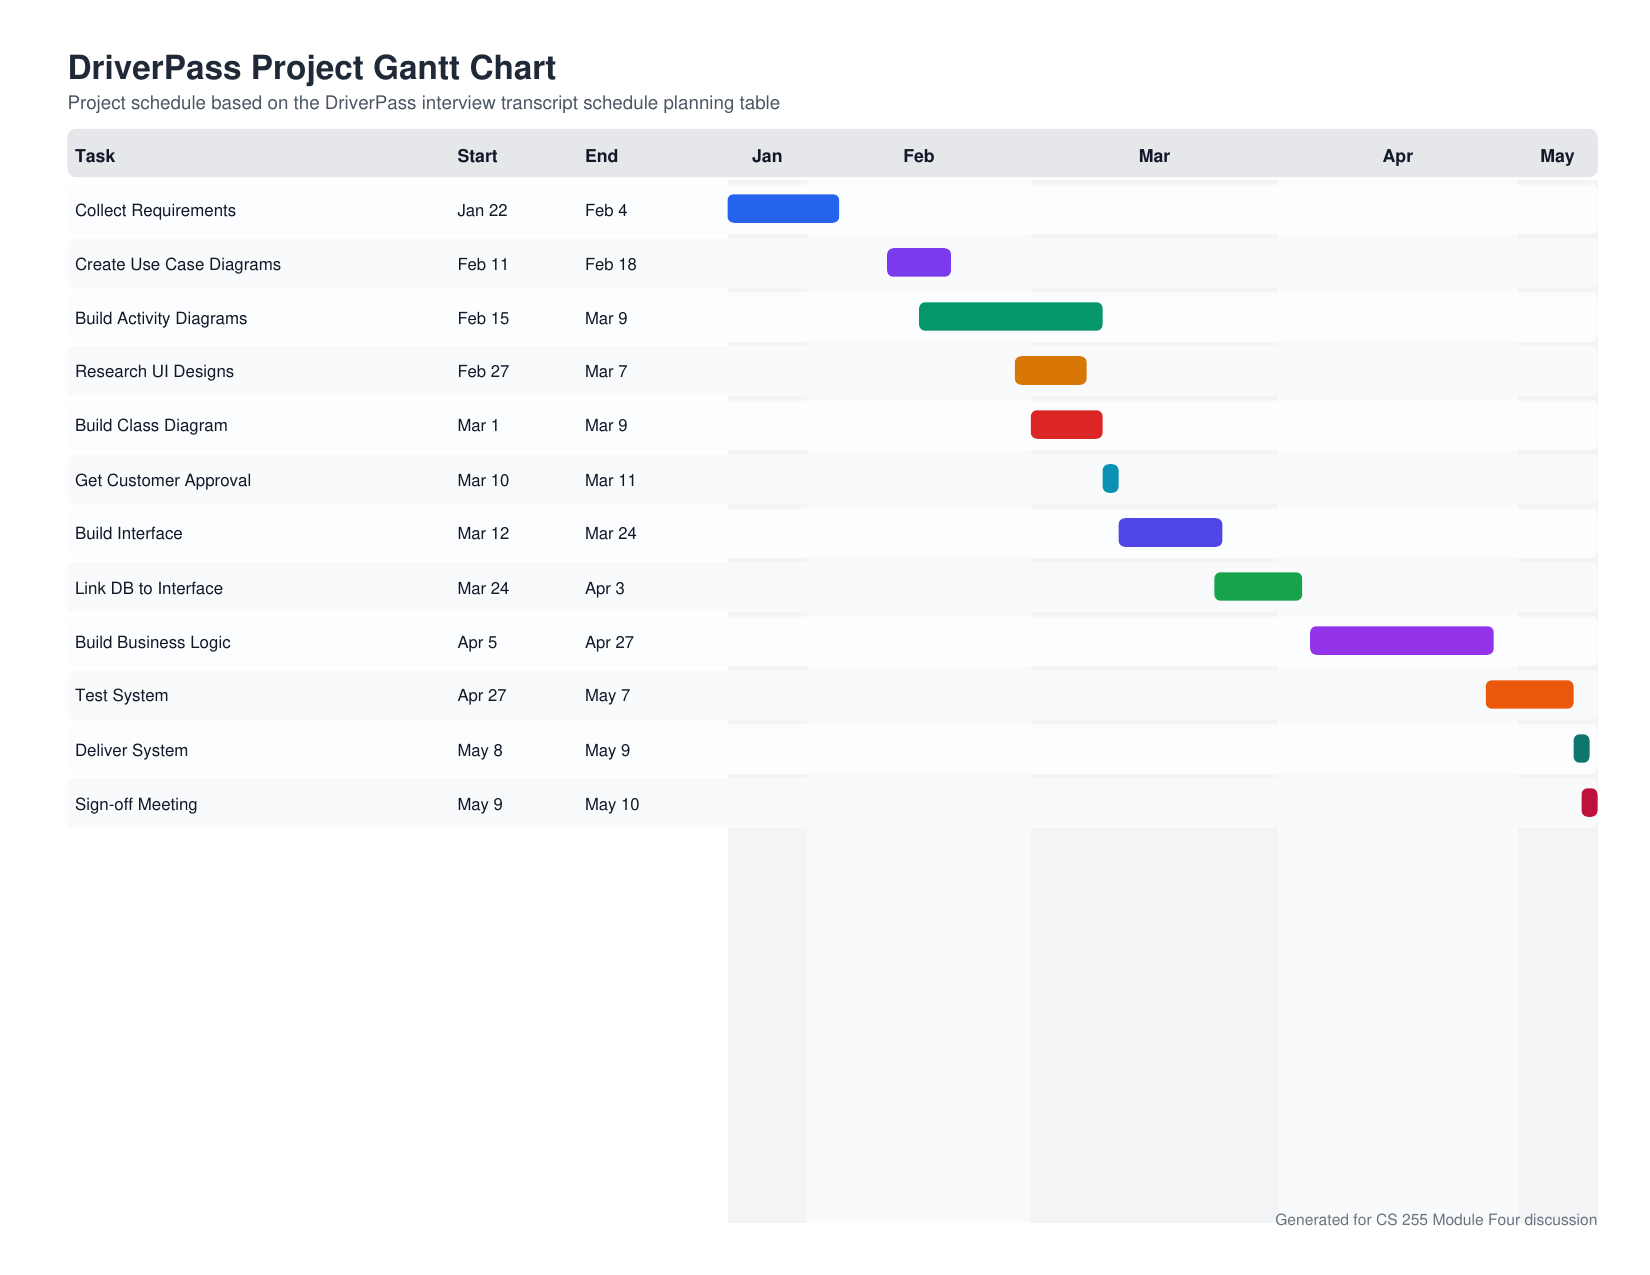 DriverPass Project Gantt Chart
Project schedule based on the DriverPass interview transcript schedule planning table
Task Start End Jan Feb Mar Apr May
Collect Requirements Jan 22 Feb 4
Create Use Case Diagrams Feb 11 Feb 18
Build Activity Diagrams Feb 15 Mar 9
Research UI Designs Feb 27 Mar 7
Build Class Diagram Mar 1 Mar 9
Get Customer Approval Mar 10 Mar 11
Build Interface Mar 12 Mar 24
Link DB to Interface Mar 24 Apr 3
Build Business Logic Apr 5 Apr 27
Test System Apr 27 May 7
Deliver System May 8 May 9
Sign-off Meeting May 9 May 10
Generated for CS 255 Module Four discussion